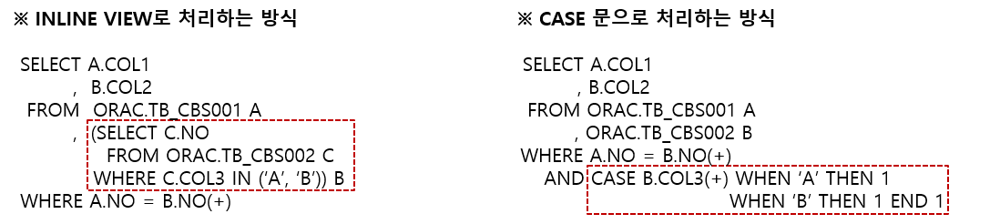 ※ INLINE VIEW로 처리하는 방식
SELECT A.COL1
, B.COL2
FROM ORAC.TB_CBS001 A
, (SELECT C.NO
FROM ORAC.TB_CBS002 C
WHERE C.COL3 IN (‘A’, ‘B’)) B
WHERE A.NO = B.NO(+)
※ CASE 문으로 처리하는 방식
SELECT A.COL1
, B.COL2
FROM ORAC.TB_CBS001 A
, ORAC.TB_CBS002 B
WHERE A.NO = B.NO(+)
AND CASE B.COL3(+) WHEN ‘A’ THEN 1
WHEN ‘B’ THEN 1 END 1